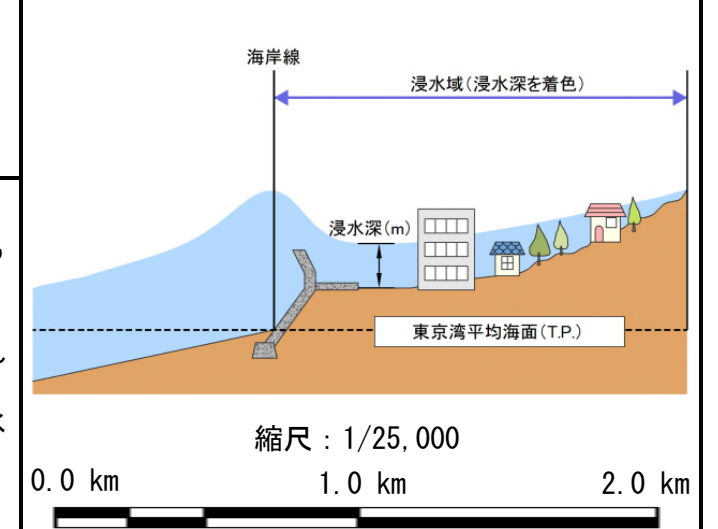 海岸線
浸水域(浸水深を着色)
浸水深(m)
東京湾平均海面(T.P.)
縮尺:1/25,000
0.0 km 1.0 km 2.0 km